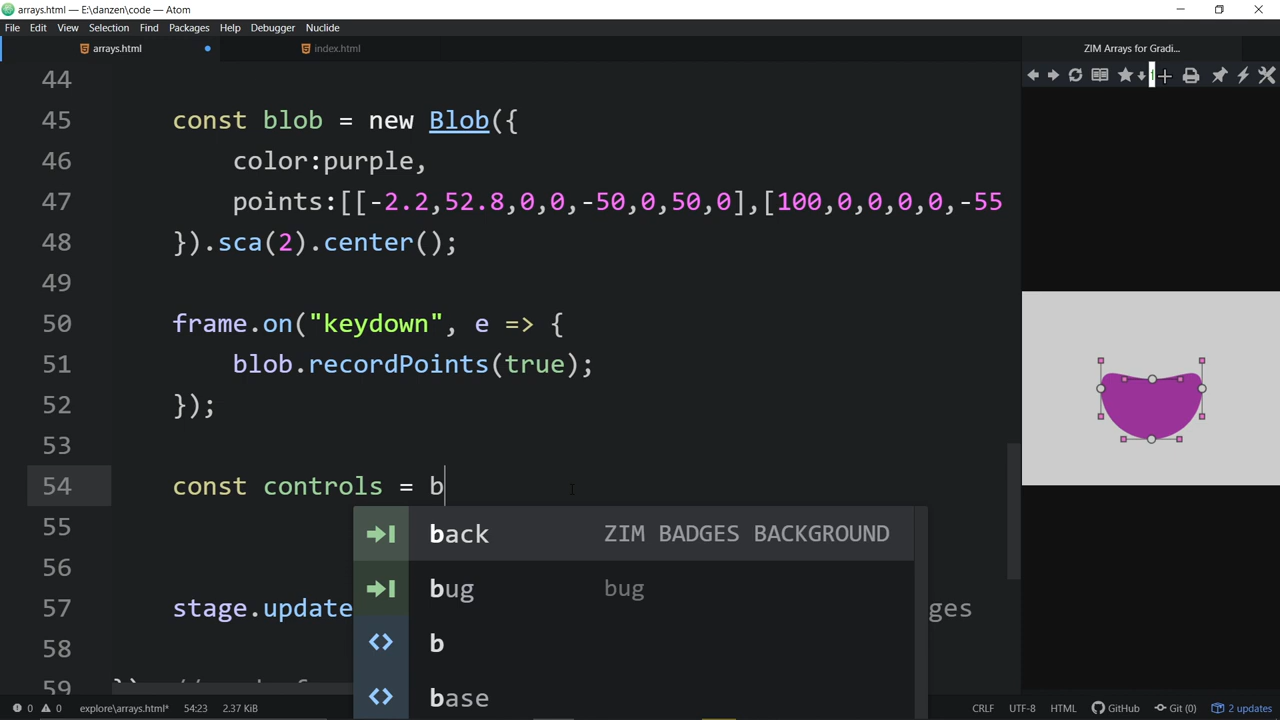 arrays.html — E:\danzen\code — Atom
File Edit View Selection Find Packages Help Debugger Nuclide
arrays.html
index.html
ZIM Arrays for Gradi...
44
45 const blob = new Blob({
46 color:purple,
47 points:[[-2.2,52.8,0,0,-50,0,50,0],[100,0,0,0,0,-55
48 }).sca(2).center();
49
50 frame.on("keydown", e => {
51 blob.recordPoints(true);
52 });
53
54 const controls = b
55
56
57 stage.update
ges
58
59
back ZIM BADGES BACKGROUND
bug bug
b
base
0 0 explore\arrays.html* 54:23 2.37 KiB
CRLF UTF-8 HTML GitHub Git (0) 2 updates